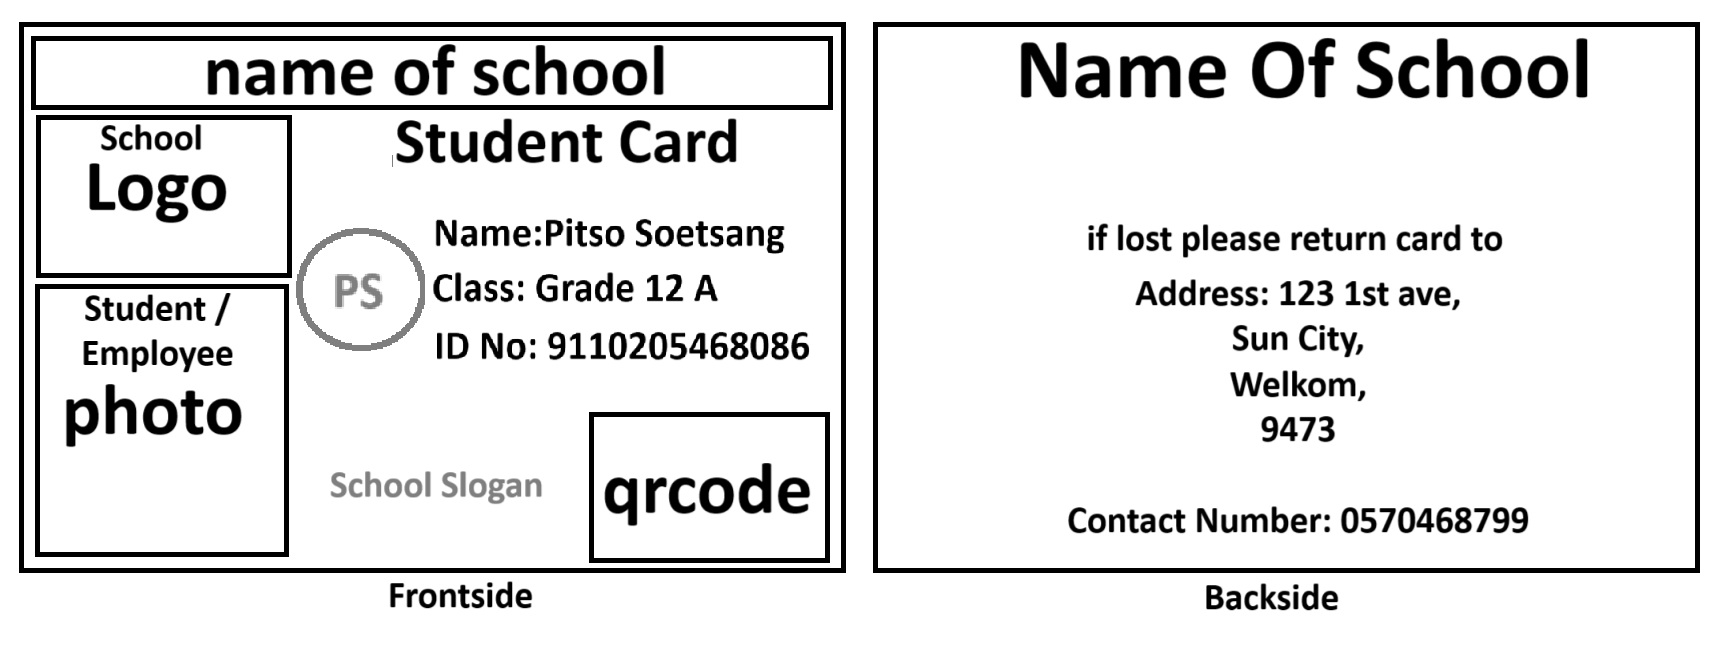 name of school
School
Logo
Student Card
Name:Pitso Soetsang
Class: Grade 12 A
ID No: 9110205468086
PS
Student /
Employee
photo
School Slogan
qrcode
Frontside
Name Of School
if lost please return card to
Address: 123 1st ave,
Sun City,
Welkom,
9473
Contact Number: 0570468799
Backside